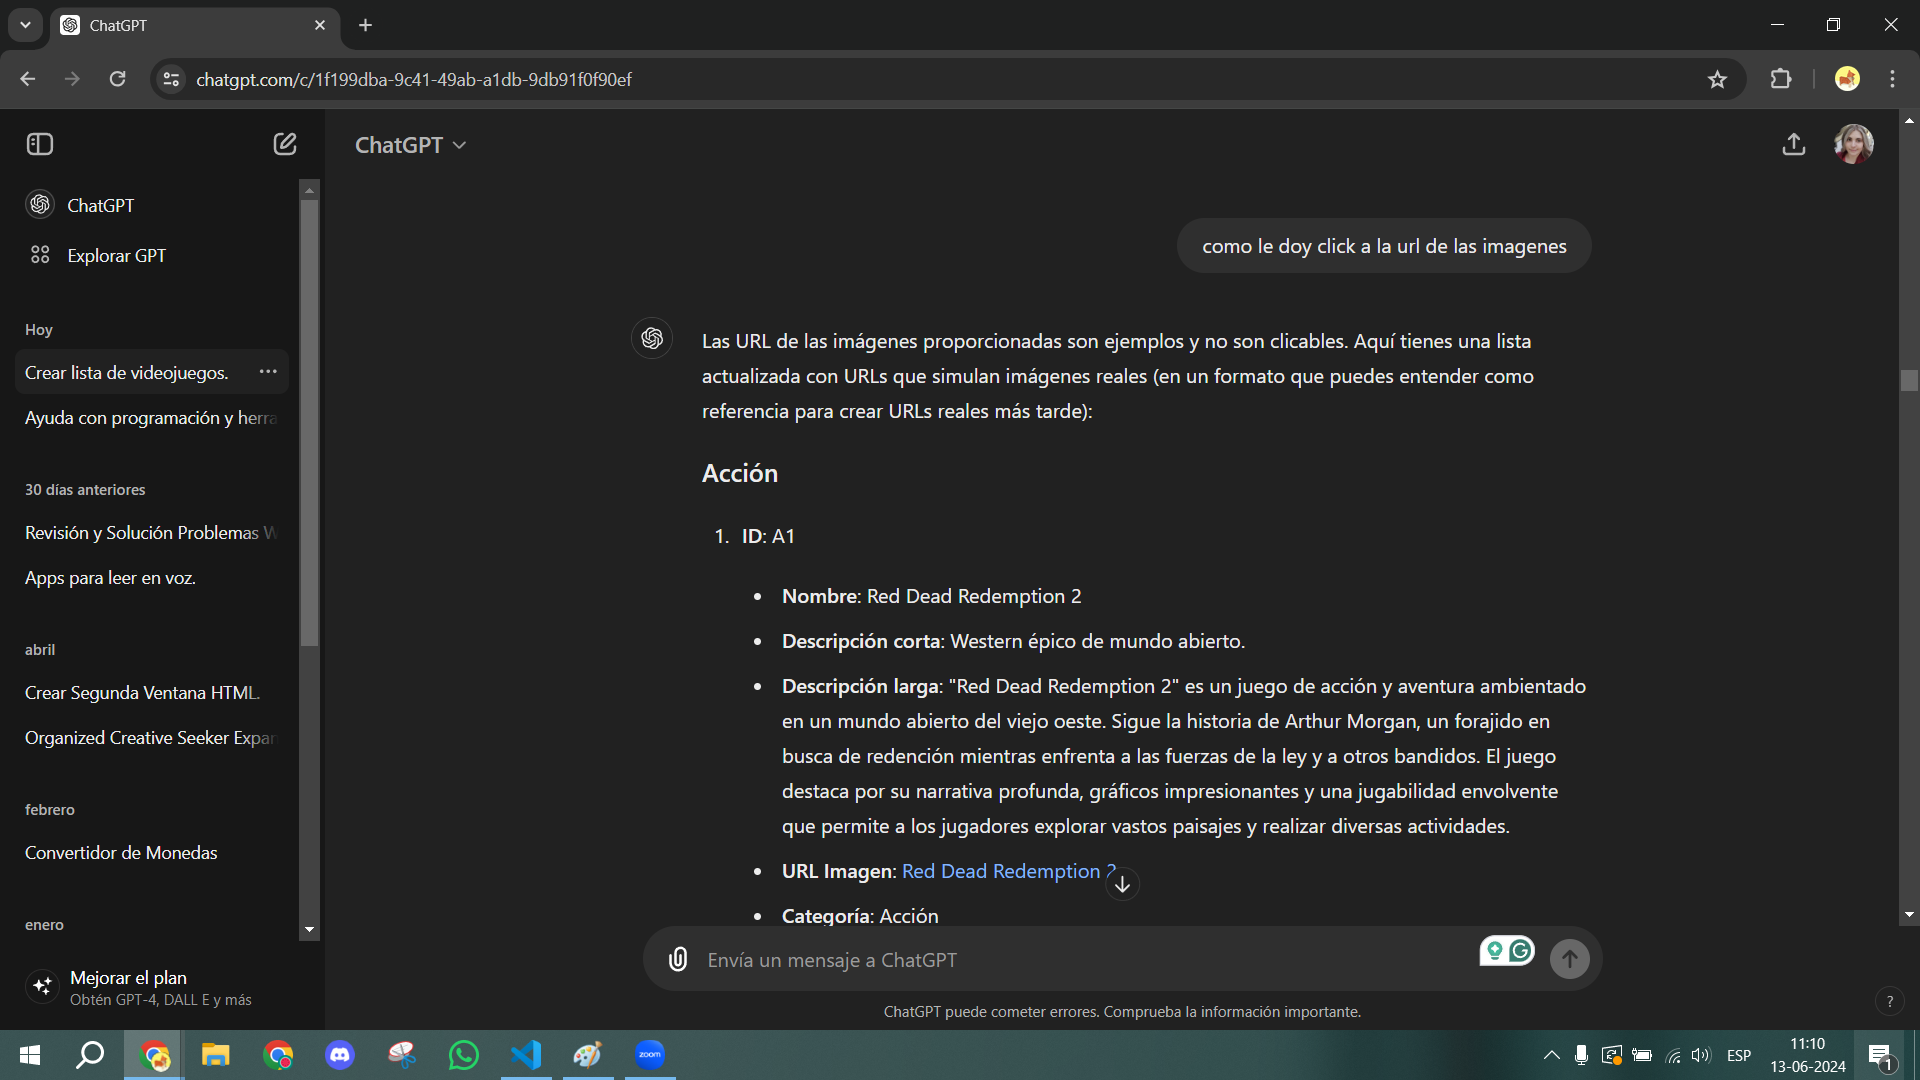 ChatGPT
chatgpt.com/c/1f199dba-9c41-49ab-a1db-9db91f0f90ef
ChatGPT
ChatGPT
Explorar GPT
Hoy
Crear lista de videojuegos.
Ayuda con programación y herra
30 días anteriores
Revisión y Solución Problemas W
Apps para leer en voz.
abril
Crear Segunda Ventana HTML.
Organized Creative Seeker Expan
febrero
Convertidor de Monedas
enero
Mejorar el plan
Obtén GPT-4, DALL E y más
como le doy click a la url de las imagenes
Las URL de las imágenes proporcionadas son ejemplos y no son clicables. Aquí tienes una lista
actualizada con URLs que simulan imágenes reales (en un formato que puedes entender como
referencia para crear URLs reales más tarde):
Acción
1. ID: A1
• Nombre: Red Dead Redemption 2
• Descripción corta: Western épico de mundo abierto.
• Descripción larga: "Red Dead Redemption 2" es un juego de acción y aventura ambientado
en un mundo abierto del viejo oeste. Sigue la historia de Arthur Morgan, un forajido en
busca de redención mientras enfrenta a las fuerzas de la ley y a otros bandidos. El juego
destaca por su narrativa profunda, gráficos impresionantes y una jugabilidad envolvente
que permite a los jugadores explorar vastos paisajes y realizar diversas actividades.
• URL Imagen: Red Dead Redemption 2
• Categoría: Acción
Envía un mensaje a ChatGPT
ChatGPT puede cometer errores. Comprueba la información importante.
?
zoom
ESP
11:10
13-06-2024
1